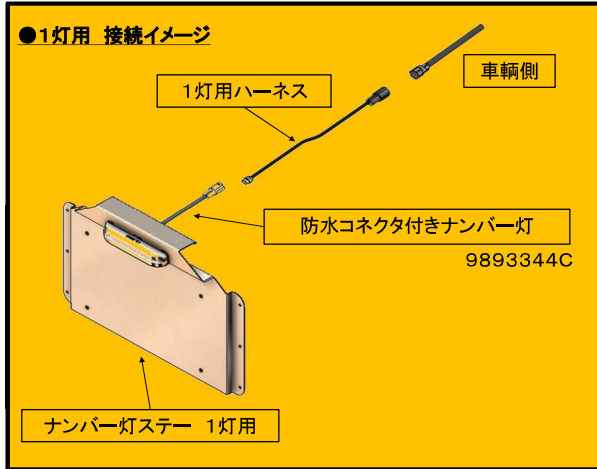 ●1灯用 接続イメージ
車輌側
1灯用ハーネス
防水コネクタ付きナンバー灯
9893344C
ナンバー灯ステー 1灯用